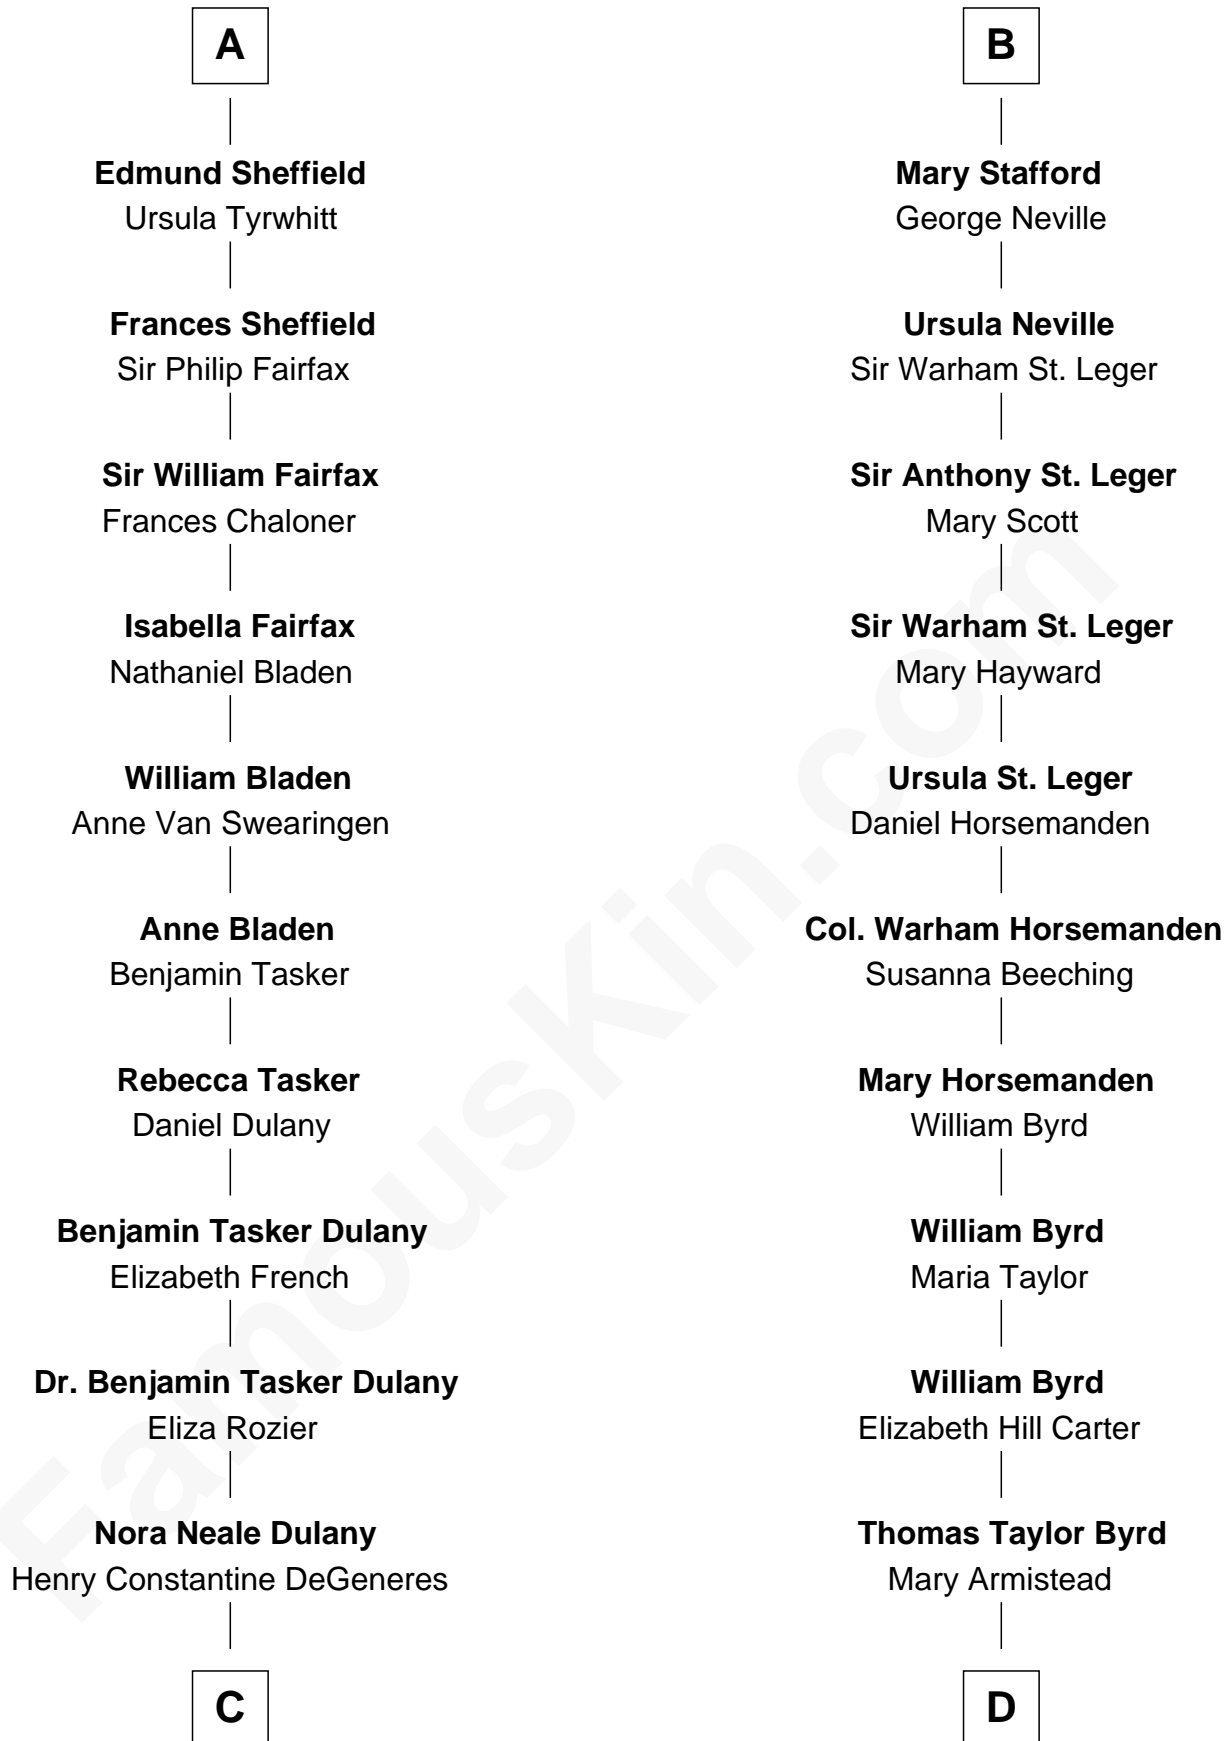 A
Edmund Sheffield
Ursula Tyrwhitt
Frances Sheffield
Sir Philip Fairfax
Sir William Fairfax
Frances Chaloner
Isabella Fairfax
Nathaniel Bladen
William Bladen
Anne Van Swearingen
Anne Bladen
Benjamin Tasker
Rebecca Tasker
Daniel Dulany
Benjamin Tasker Dulany
Elizabeth French
Dr. Benjamin Tasker Dulany
Eliza Rozier
Nora Neale Dulany
Henry Constantine DeGeneres
C
B
Mary Stafford
George Neville
Ursula Neville
Sir Warham St. Leger
Sir Anthony St. Leger
Mary Scott
Sir Warham St. Leger
Mary Hayward
Ursula St. Leger
Daniel Horsemanden
Col. Warham Horsemanden
Susanna Beeching
Mary Horsemanden
William Byrd
William Byrd
Maria Taylor
William Byrd
Elizabeth Hill Carter
Thomas Taylor Byrd
Mary Armistead
D
FamousKin.com